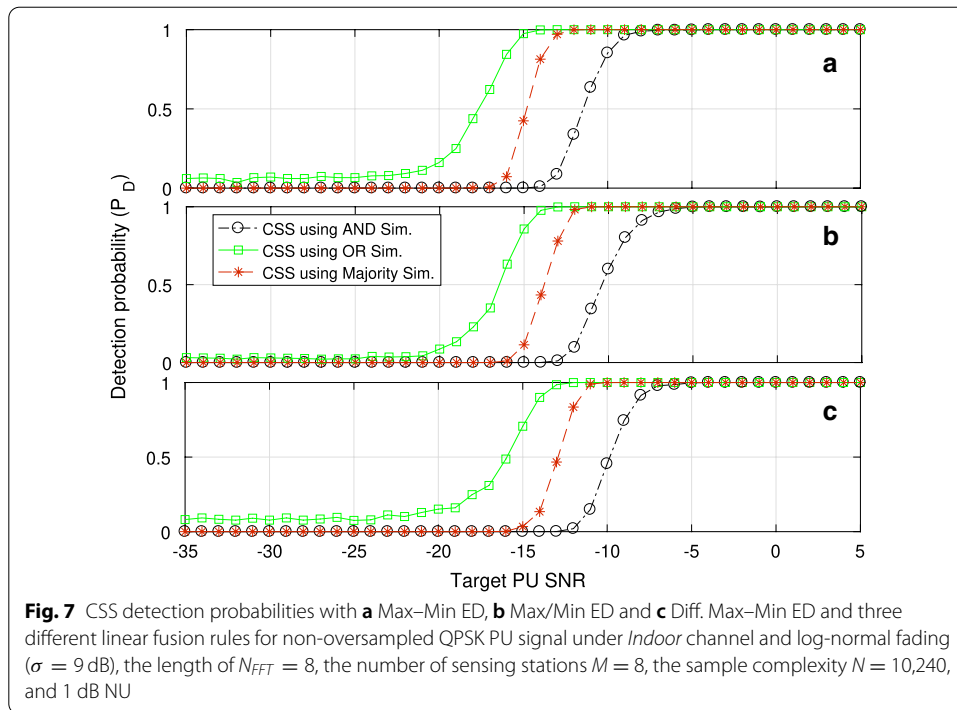 1
0.5
0
a
1
0.5
0
b
CSS using AND Sim.
CSS using OR Sim.
CSS using Majority Sim.
Detection probability (P_D)
1
0.5
0
c
-35 -30 -25 -20 -15 -10 -5 0 5
Target PU SNR
Fig. 7 CSS detection probabilities with a Max–Min ED, b Max/Min ED and c Diff. Max–Min ED and three
different linear fusion rules for non-oversampled QPSK PU signal under Indoor channel and log-normal fading
(σ = 9 dB), the length of N_FFT = 8, the number of sensing stations M = 8, the sample complexity N = 10,240,
and 1 dB NU